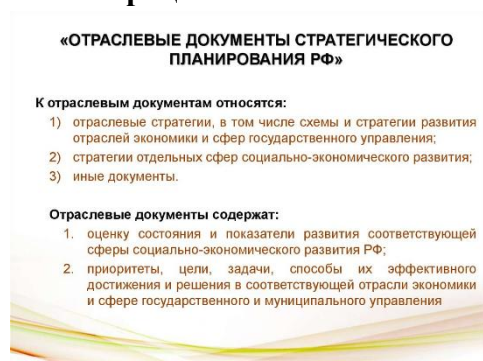 «ОТРАСЛЕВЫЕ ДОКУМЕНТЫ СТРАТЕГИЧЕСКОГО
ПЛАНИРОВАНИЯ РФ»
К отраслевым документам относятся:
1) отраслевые стратегии, в том числе схемы и стратегии развития
отраслей экономики и сфер государственного управления;
2) стратегии отдельных сфер социально-экономического развития;
3) иные документы.
Отраслевые документы содержат:
1. оценку состояния и показатели развития соответствующей
сферы социально-экономического развития РФ;
2. приоритеты, цели, задачи, способы их эффективного
достижения и решения в соответствующей отрасли экономики
и сфере государственного и муниципального управления